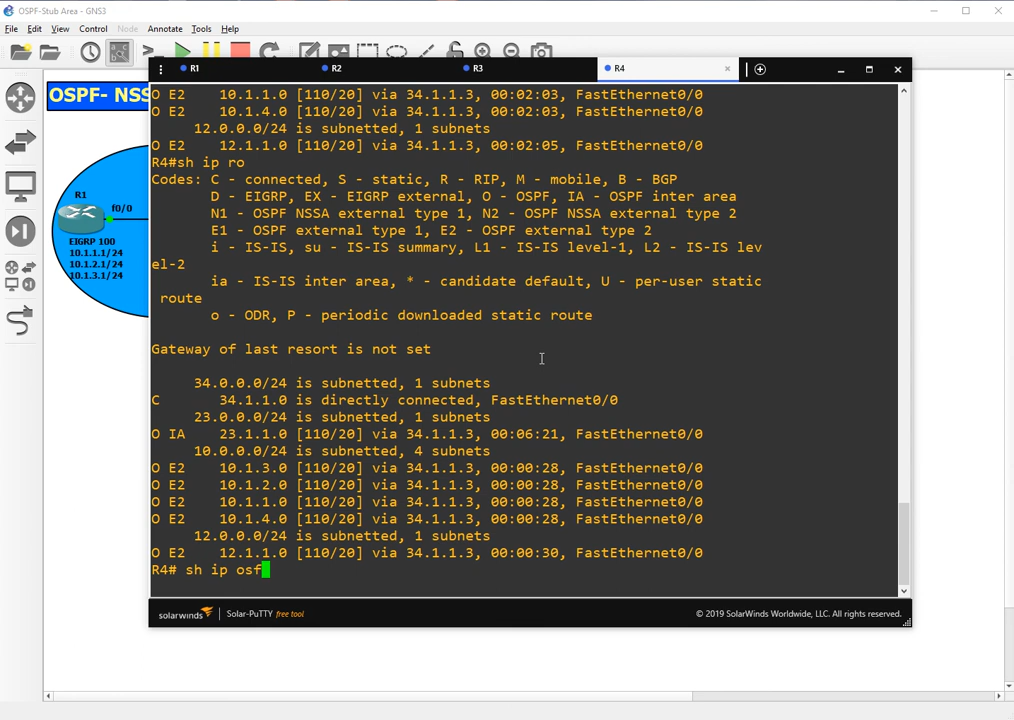 OSPF-Stub Area - GNS3
File Edit View Control Node Annotate Tools Help
R1 R2 R3 R4
OSPF- NSS
R1
f0/0
EIGRP 100
10.1.1.1/24
10.1.2.1/24
10.1.3.1/24
O E2 10.1.1.0 [110/20] via 34.1.1.3, 00:02:03, FastEthernet0/0
O E2 10.1.4.0 [110/20] via 34.1.1.3, 00:02:03, FastEthernet0/0
12.0.0.0/24 is subnetted, 1 subnets
O E2 12.1.1.0 [110/20] via 34.1.1.3, 00:02:05, FastEthernet0/0
R4#sh ip ro
Codes: C - connected, S - static, R - RIP, M - mobile, B - BGP
D - EIGRP, EX - EIGRP external, O - OSPF, IA - OSPF inter area
N1 - OSPF NSSA external type 1, N2 - OSPF NSSA external type 2
E1 - OSPF external type 1, E2 - OSPF external type 2
i - IS-IS, su - IS-IS summary, L1 - IS-IS level-1, L2 - IS-IS lev
el-2
ia - IS-IS inter area, * - candidate default, U - per-user static
route
o - ODR, P - periodic downloaded static route
Gateway of last resort is not set
34.0.0.0/24 is subnetted, 1 subnets
C 34.1.1.0 is directly connected, FastEthernet0/0
23.0.0.0/24 is subnetted, 1 subnets
O IA 23.1.1.0 [110/20] via 34.1.1.3, 00:06:21, FastEthernet0/0
10.0.0.0/24 is subnetted, 4 subnets
O E2 10.1.3.0 [110/20] via 34.1.1.3, 00:00:28, FastEthernet0/0
O E2 10.1.2.0 [110/20] via 34.1.1.3, 00:00:28, FastEthernet0/0
O E2 10.1.1.0 [110/20] via 34.1.1.3, 00:00:28, FastEthernet0/0
O E2 10.1.4.0 [110/20] via 34.1.1.3, 00:00:28, FastEthernet0/0
12.0.0.0/24 is subnetted, 1 subnets
O E2 12.1.1.0 [110/20] via 34.1.1.3, 00:00:30, FastEthernet0/0
R4# sh ip osf
solarwinds Solar-PuTTY free tool © 2019 SolarWinds Worldwide, LLC. All rights reserved.